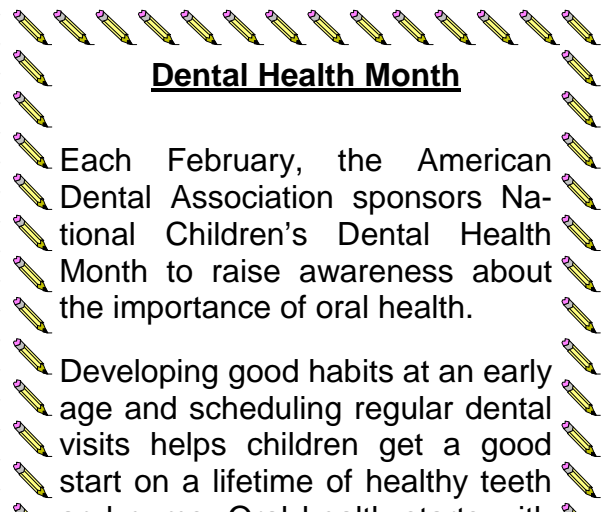 Dental Health Month
Each February, the American
Dental Association sponsors Na-
tional Children's Dental Health
Month to raise awareness about
the importance of oral health.
Developing good habits at an early
age and scheduling regular dental
visits helps children get a good
start on a lifetime of healthy teeth